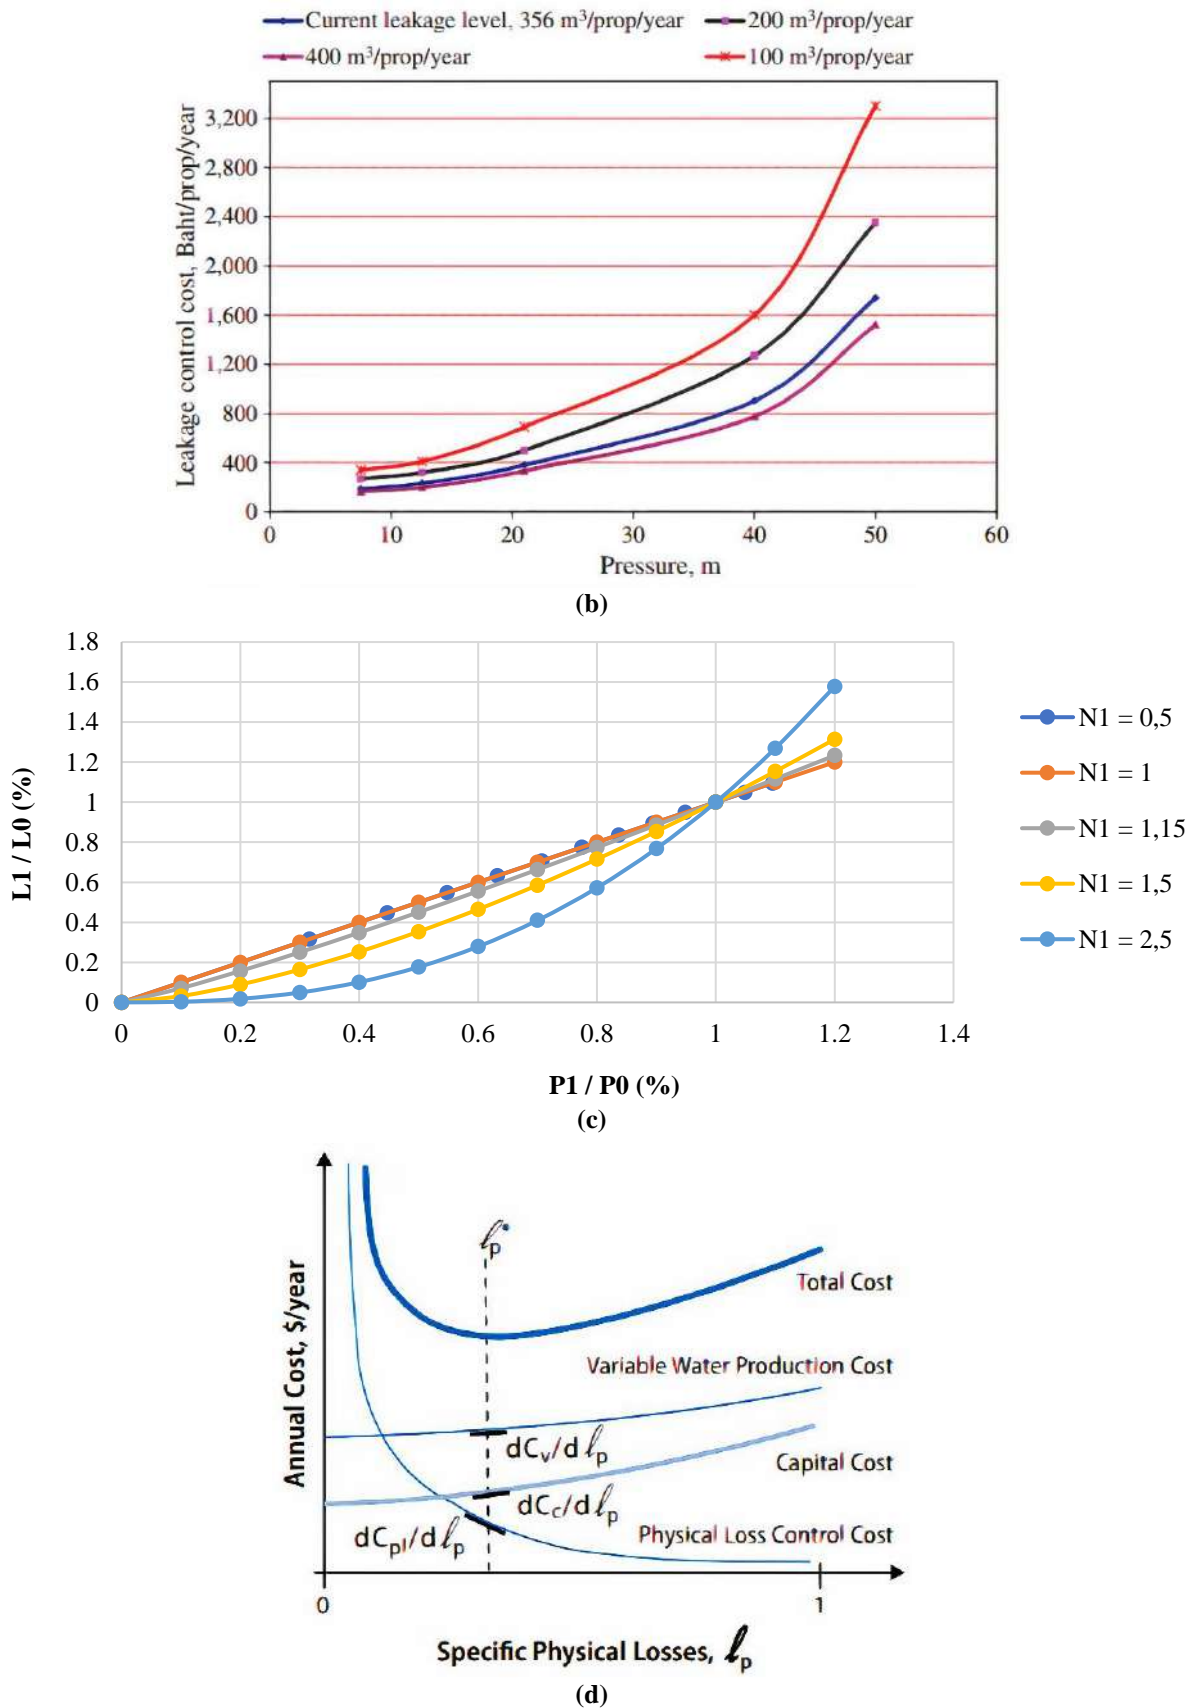 Current leakage level, 356 m³/prop/year
200 m³/prop/year
400 m³/prop/year
100 m³/prop/year
Leakage control cost, Baht/prop/year
3,200
2,800
2,400
2,000
1,600
1,200
800
400
0
0 10 20 30 40 50 60
Pressure, m
(b)
L1 / L0 (%)
1.8
1.6
1.4
1.2
1
0.8
0.6
0.4
0.2
0
0 0.2 0.4 0.6 0.8 1 1.2 1.4
P1 / P0 (%)
N1 = 0,5
N1 = 1
N1 = 1,15
N1 = 1,5
N1 = 2,5
(c)
Annual Cost, $/year
ℓp*
Total Cost
Variable Water Production Cost
dCv/dℓp
Capital Cost
dCc/dℓp
dCpl/dℓp
Physical Loss Control Cost
0 1
Specific Physical Losses, ℓp
(d)